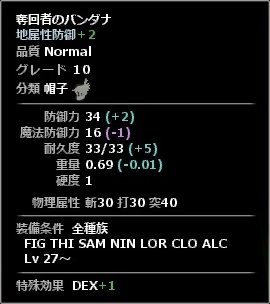 奪回者のバンダナ
地属性防御+2
品質 Normal
グレード 10
分類 帽子
防御力 34 (+2)
魔法防御力 16 (-1)
耐久度 33/33 (+5)
重量 0.69 (-0.01)
硬度 1
物理属性 斬30 打30 突40
装備条件 全種族
FIG THI SAM NIN LOR CLO ALC
Lv 27～
特殊効果 DEX+1